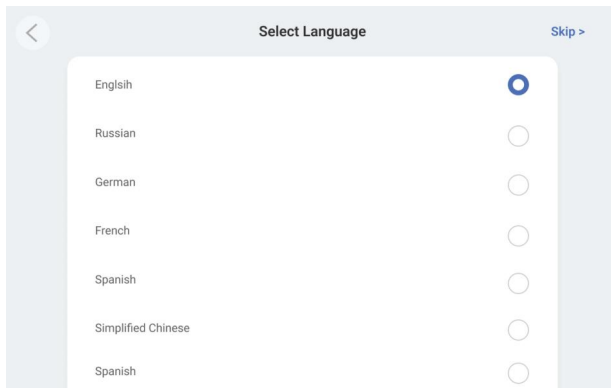 Select Language
Skip >
Englsih
Russian
German
French
Spanish
Simplified Chinese
Spanish